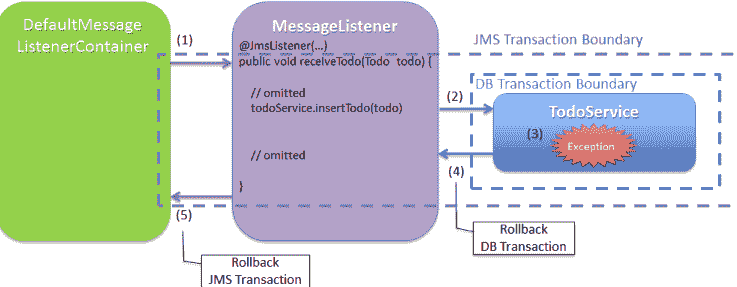 DefaultMessage
ListenerContainer
(1)
MessageListener
@JmsListener(...)
public void receiveTodo(Todo todo) {
// omitted
todoService.insertTodo(todo)
// omitted
}
JMS Transaction Boundary
DB Transaction Boundary
(2)
TodoService
(3)
Exception
(4)
(5)
Rollback
DB Transaction
Rollback
JMS Transaction